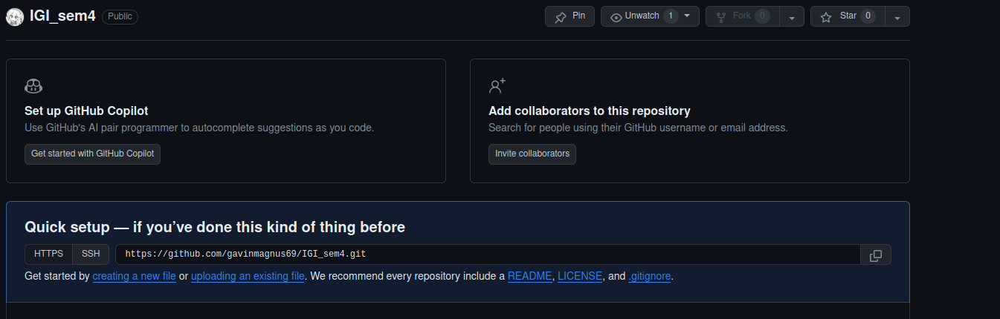 IGI_sem4 Public Pin Unwatch 1 Fork 0 Star 0
Set up GitHub Copilot
Use GitHub's AI pair programmer to autocomplete suggestions as you code.
Get started with GitHub Copilot
Add collaborators to this repository
Search for people using their GitHub username or email address.
Invite collaborators
Quick setup — if you’ve done this kind of thing before
HTTPS SSH https://github.com/gavinmagnus69/IGI_sem4.git
Get started by creating a new file or uploading an existing file. We recommend every repository include a README, LICENSE, and .gitignore.